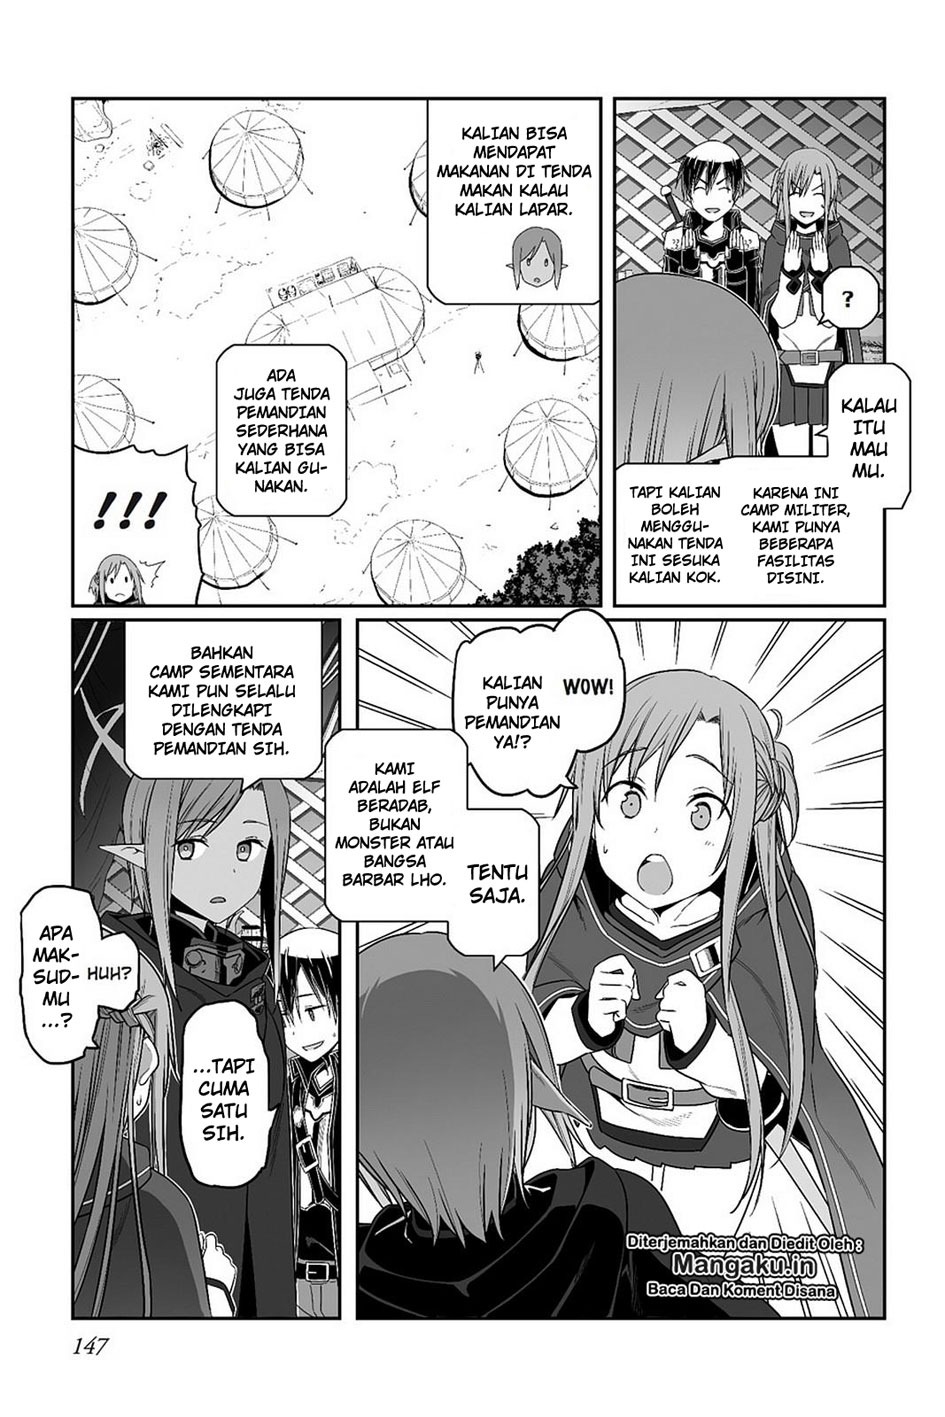 ?
KALAU
ITU
MAU
MU.
KARENA INI
CAMP MILITER,
KAMI PUNYA
BEBERAPA
FASILITAS
DISINI.
TAPI KALIAN
BOLEH
MENGGU-
NAKAN TENDA
INI SESUKA
KALIAN KOK.
KALIAN BISA
MENDAPAT
MAKANAN DI TENDA
MAKAN KALAU
KALIAN LAPAR.
ADA
JUGA TENDA
PEMANDIAN
SEDERHANA
YANG BISA
KALIAN GU-
NAKAN.
!!!
WOW!
KALIAN
PUNYA
PEMANDIAN
YA!?
TENTU
SAJA.
KAMI
ADALAH ELF
BERADAB,
BUKAN
MONSTER ATAU
BANGSA
BARBAR LHO.
BAHKAN
CAMP SEMENTARA
KAMI PUN SELALU
DILENGKAPI
DENGAN TENDA
PEMANDIAN SIH.
...TAPI
CUMA
SATU
SIH.
HUH?
APA
MAK-
SUD-
MU
...?
Diterjemahkan dan Diedit Oleh:
Mangaku.in
Baca Dan Koment Disana
147